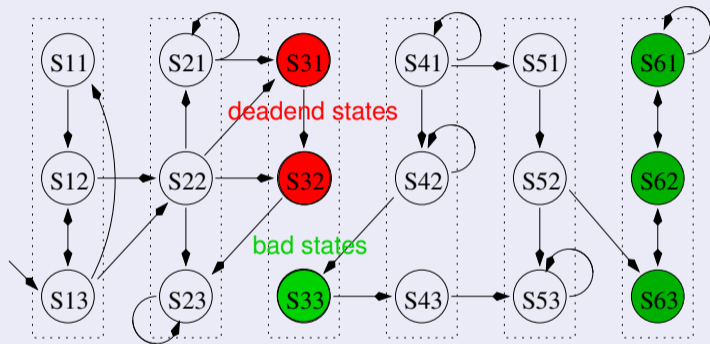 S11 S21 S31 S41 S51 S61
deadend states
S12 S22 S32 S42 S52 S62
bad states
S13 S23 S33 S43 S53 S63